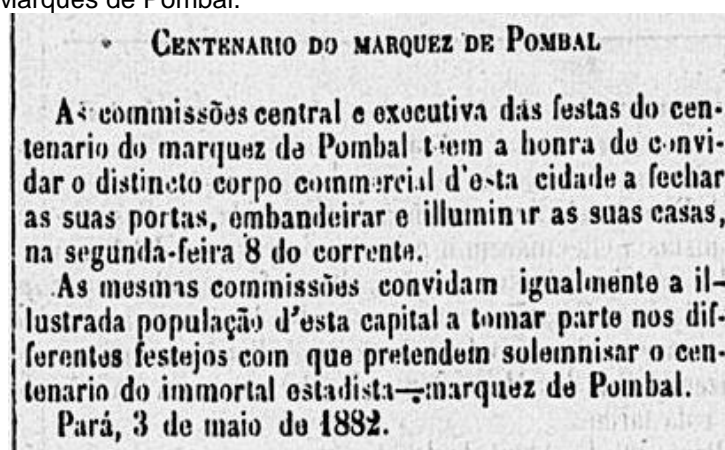 Marquês de Pombal.
CENTENARIO DO MARQUEZ DE POMBAL
As commissões central e executiva das festas do cen-
tenario do marquez de Pombal tiem a honra de convi-
dar o distincto corpo commercial d'esta cidade a fechar
as suas portas, embandeirar e illuminar as suas casas,
na segunda-feira 8 do corrente.
As mesmas commissões convidam igualmente a il-
lustrada população d'esta capital a tomar parte nos dif-
ferentes festejos com que pretendem solemnisar o cen-
tenario do immortal estadista—marquez de Pombal.
Pará, 3 de maio de 1882.